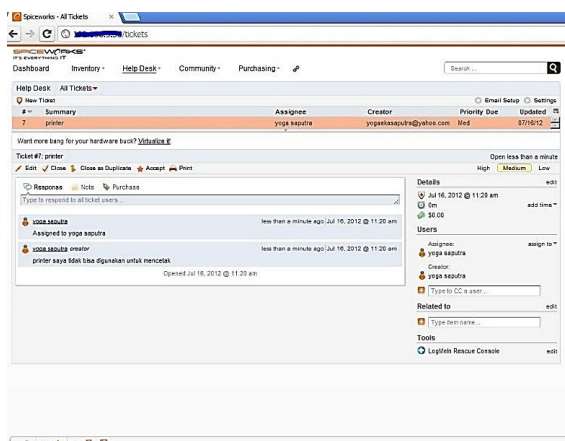 Spiceworks - All Tickets
/tickets
SPICEWORKS
IT'S EVERYTHING IT
Dashboard Inventory Help Desk Community Purchasing
Search ...
Help Desk All Tickets
New Ticket Email Setup Settings
# Summary Assignee Creator Priority Due Updated
7 printer yoga saputra yogaekasaputra@yahoo.com Med 07/16/12
Want more bang for your hardware buck? Virtualize it!
Ticket #7: printer Open less than a minute
Edit Close Close as Duplicate Accept Print High Medium Low
Response Note Purchase
Type to respond to all ticket users...
yoga saputra less than a minute ago Jul 16, 2012 @ 11:20 am
Assigned to yoga saputra
yoga saputra creator less than a minute ago Jul 16, 2012 @ 11:20 am
printer saya tidak bisa digunakan untuk mencetak
Opened Jul 16, 2012 @ 11:20 am
Details edit
Jul 16, 2012 @ 11:20 am
0m add time
$0.00
Users
Assignee: assign to
yoga saputra
Creator:
yoga saputra
Type to CC a user...
Related to edit
Type item name...
Tools
LogMeIn Rescue Console edit